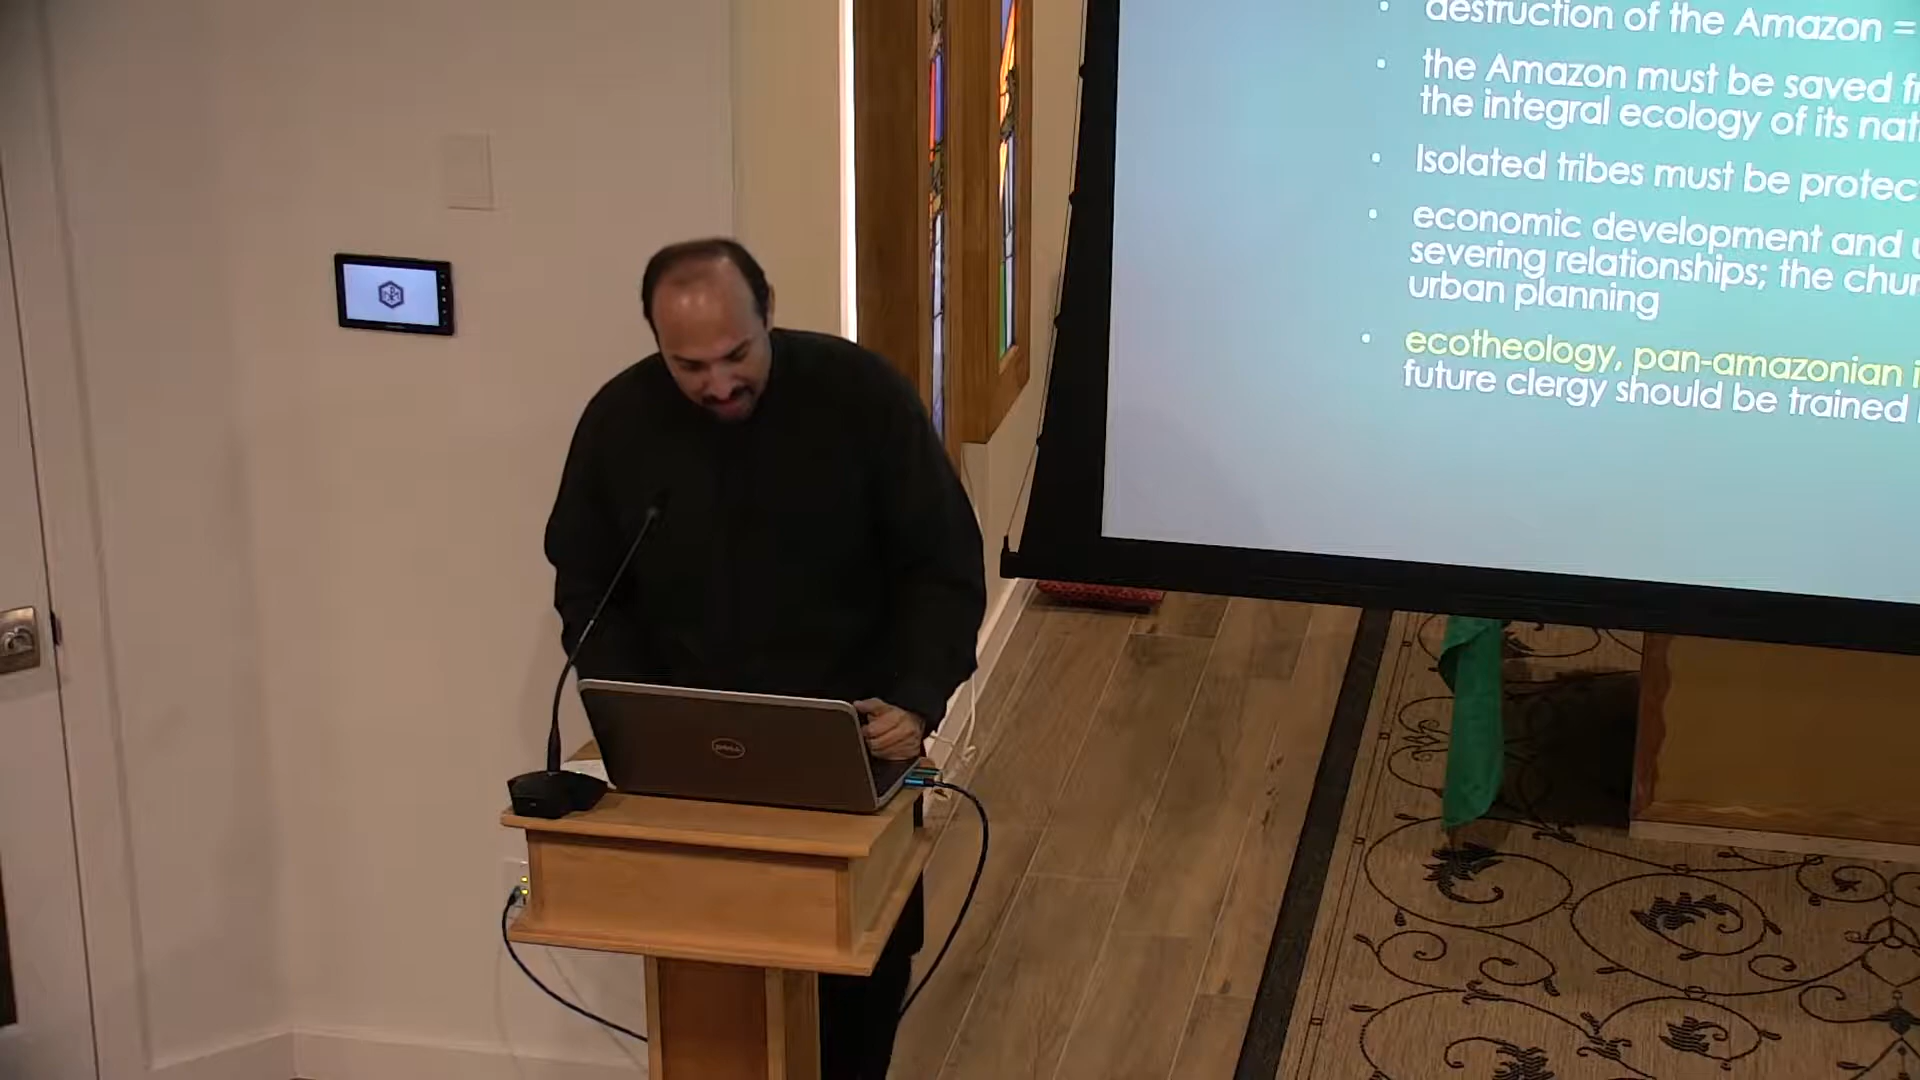 destruction of the Amazon =
the Amazon must be saved
the integral ecology of its
Isolated tribes must be
economic development and
severing relationships; the
urban planning
ecotheology, pan-amazonian
future clergy should be trained
DELL